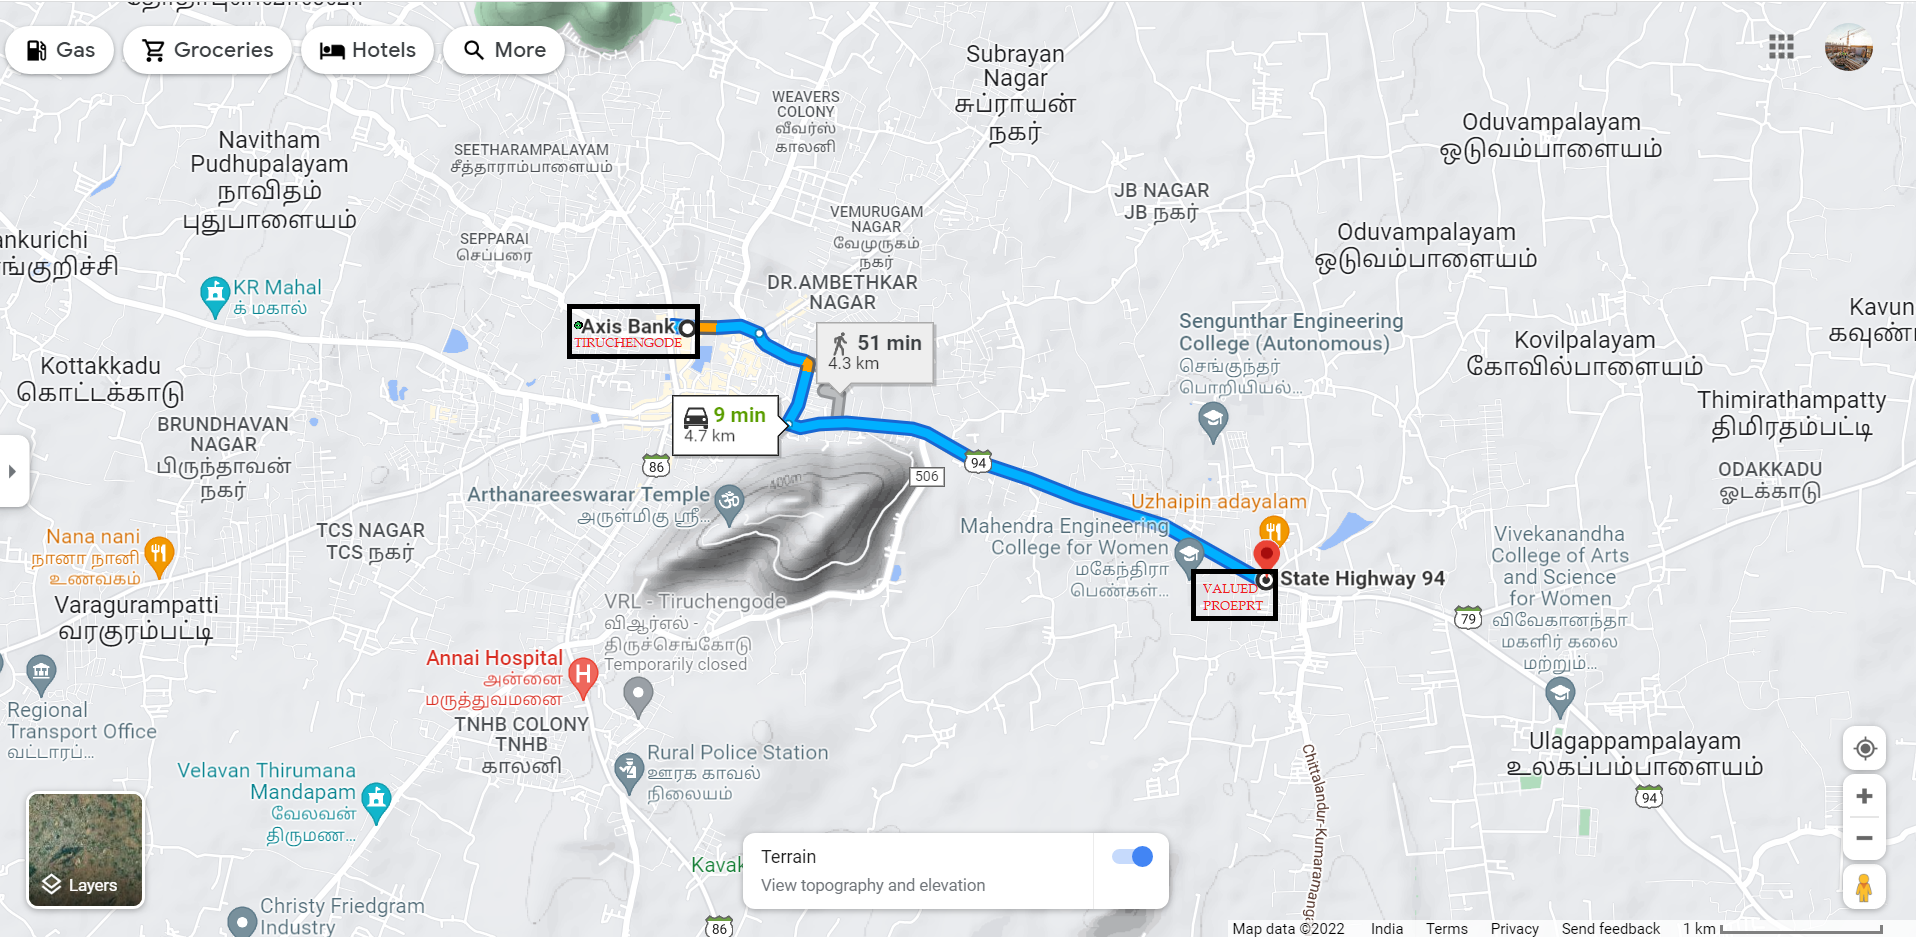 Gas
Groceries
Hotels
More
Subrayan
Nagar
சுப்ராயன்
நகர்
WEAVERS
COLONY
வீவர்ஸ்
காலனி
Navitham
Pudhupalayam
நாவிதம்
புதுபாளையம்
SEETHARAMPALAYAM
சீத்தாராம்பாளையம்
Oduvampalayam
ஒடுவம்பாளையம்
JB NAGAR
JB நகர்
VEMURUGAM
NAGAR
வேமுருகம்
நகர்
SEPPARAI
செப்பரை
ankurichi
ங்குறிச்சி
Oduvampalayam
ஒடுவம்பாளையம்
DR.AMBETHKAR
NAGAR
KR Mahal
க் மகால்
Axis Bank
TIRUCHENGODE
51 min
4.3 km
Sengunthar Engineering
College (Autonomous)
செங்குந்தர்
பொறியியல்...
Kavun
கவுண்
Kovilpalayam
கோவில்பாளையம்
Kottakkadu
கொட்டக்காடு
9 min
4.7 km
Thimirathampatty
திமிரதம்பட்டி
BRUNDHAVAN
NAGAR
பிருந்தாவன்
நகர்
86
94
506
ODAKKADU
ஓடக்காடு
400m
Arthanareeswarar Temple
அருள்மிகு ஸ்ரீ...
Uzhaipin adayalam
Mahendra Engineering
College for Women
மகேந்திரா
பெண்கள்...
TCS NAGAR
TCS நகர்
Nana nani
நானா நானி
உணவகம்
Vivekanandha
College of Arts
and Science
for Women
விவேகானந்தா
மகளிர் கலை
மற்றும்...
State Highway 94
VALUED
PROEPRT
79
Varagurampatti
வரகுரம்பட்டி
VRL - Tiruchengode
விஆர்எல் -
திருச்செங்கோடு
Temporarily closed
Annai Hospital
அன்னை
மருத்துவமனை
Regional
Transport Office
வட்டாரப்...
TNHB COLONY
TNHB
காலனி
Rural Police Station
ஊரக காவல்
நிலையம்
Velavan Thirumana
Mandapam
வேலவன்
திருமண...
Ulagappampalayam
உலகப்பம்பாளையம்
94
Chittalandur-Kumaramanga
Layers
Kavak
Terrain
View topography and elevation
Christy Friedgram
Industry
86
Map data ©2022
India
Terms
Privacy
Send feedback
1 km